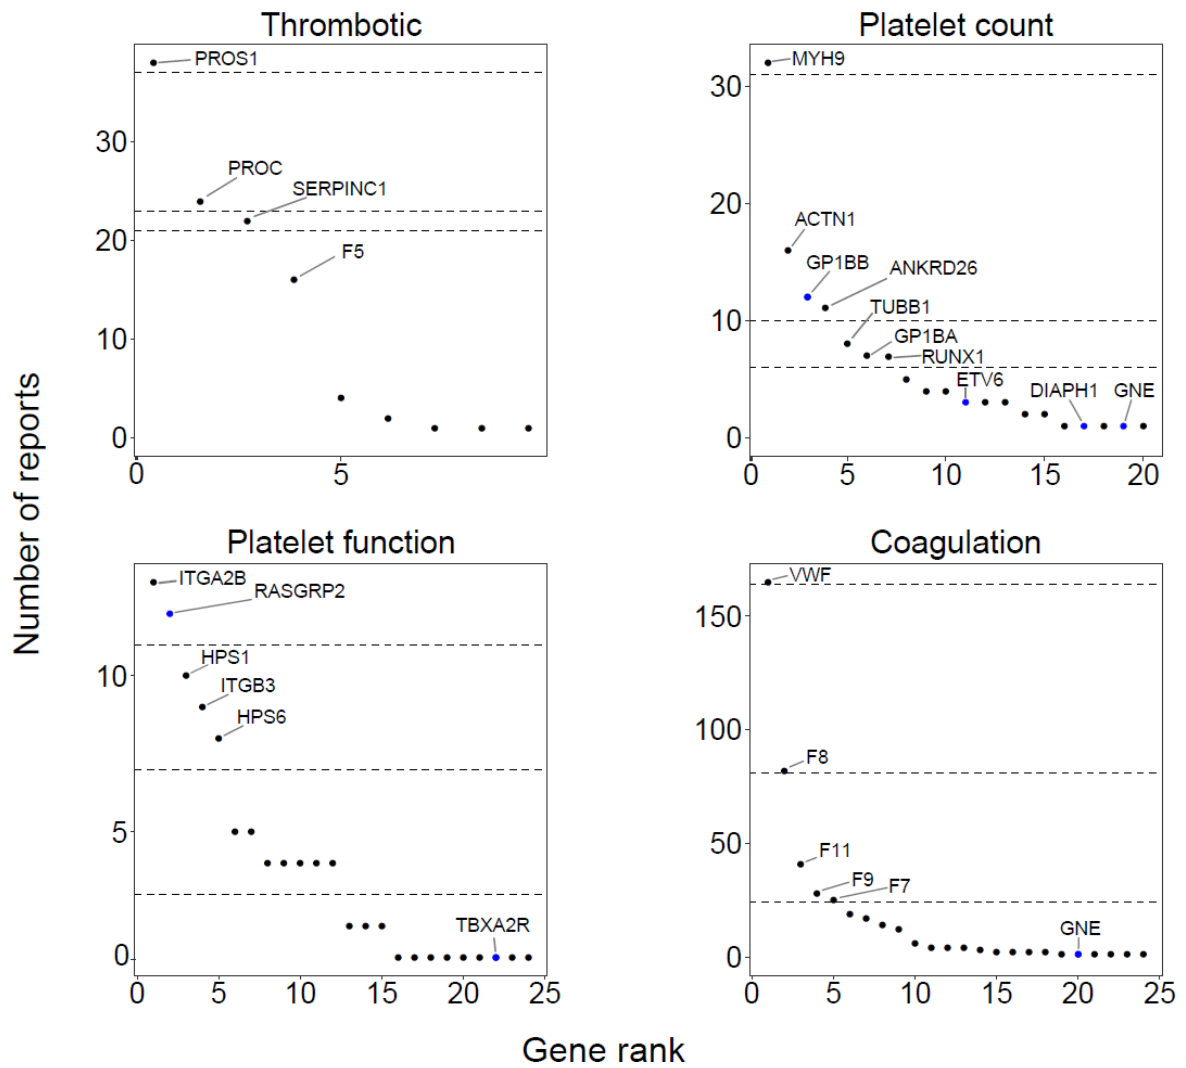 Thrombotic
Platelet count
PROS1
PROC
SERPINC1
F5
30
20
10
0
0
5
MYH9
ACTN1
GP1BB
ANKRD26
TUBB1
GP1BA
RUNX1
ETV6
DIAPH1
GNE
30
20
10
0
0
5
10
15
20
Number of reports
Platelet function
Coagulation
ITGA2B
RASGRP2
HPS1
ITGB3
HPS6
TBXA2R
10
5
0
0
5
10
15
20
25
VWF
F8
F11
F9
F7
GNE
150
100
50
0
0
5
10
15
20
25
Gene rank